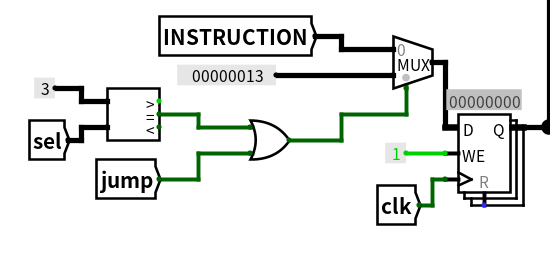 INSTRUCTION
0
MUX
00000013
3
>
=
<
00000000
sel
D Q
1
WE
jump
R
clk